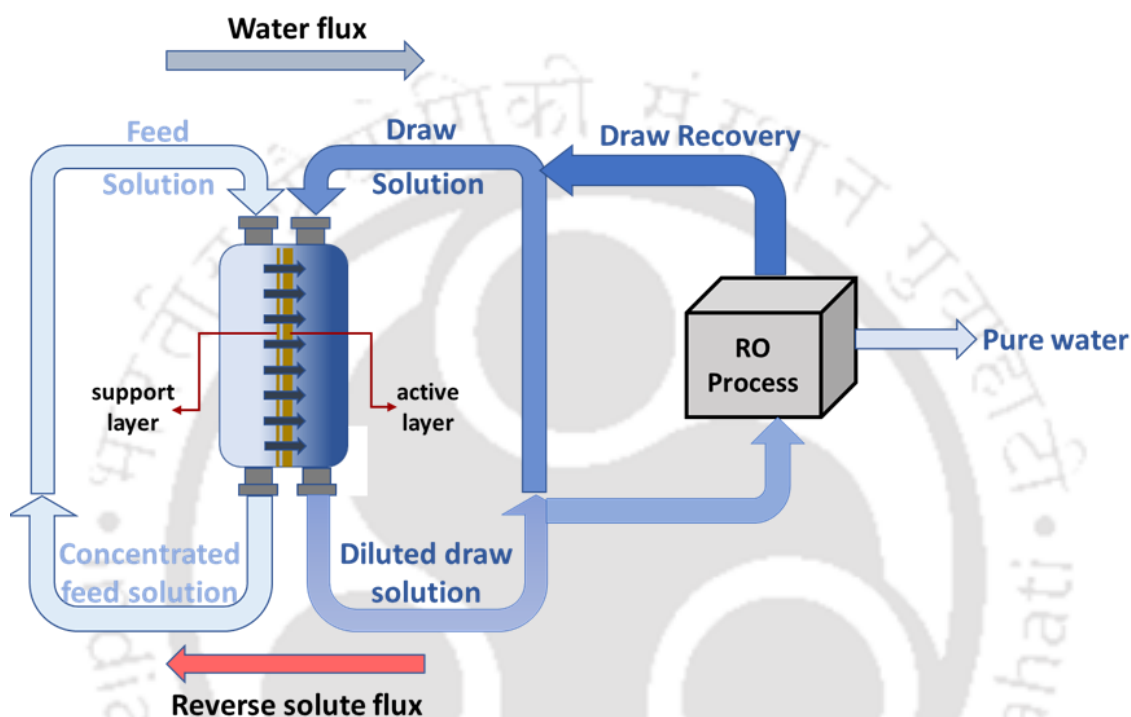 Water flux
Feed
Solution
Draw
Solution
Draw Recovery
RO
Process
Pure water
support
layer
active
layer
Concentrated
feed solution
Diluted draw
solution
Reverse solute flux
संस्थान गुवाहाटी